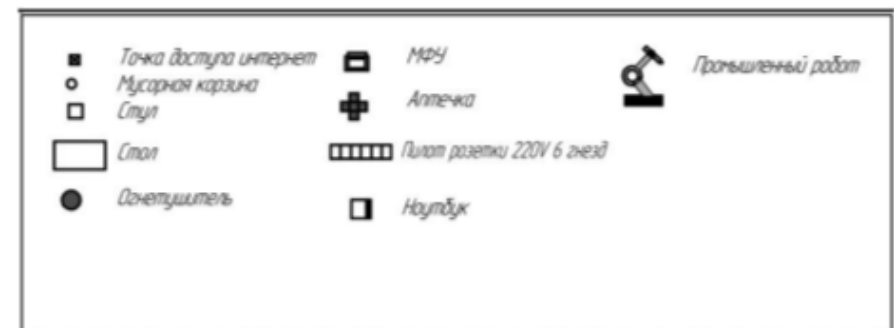 Точка доступа интернет
Мусорная корзина
Стул
Стол
Огнетушитель
МФУ
Аптечка
Пилот розетки 220V 6 гнезд
Ноутбук
Промышленный робот